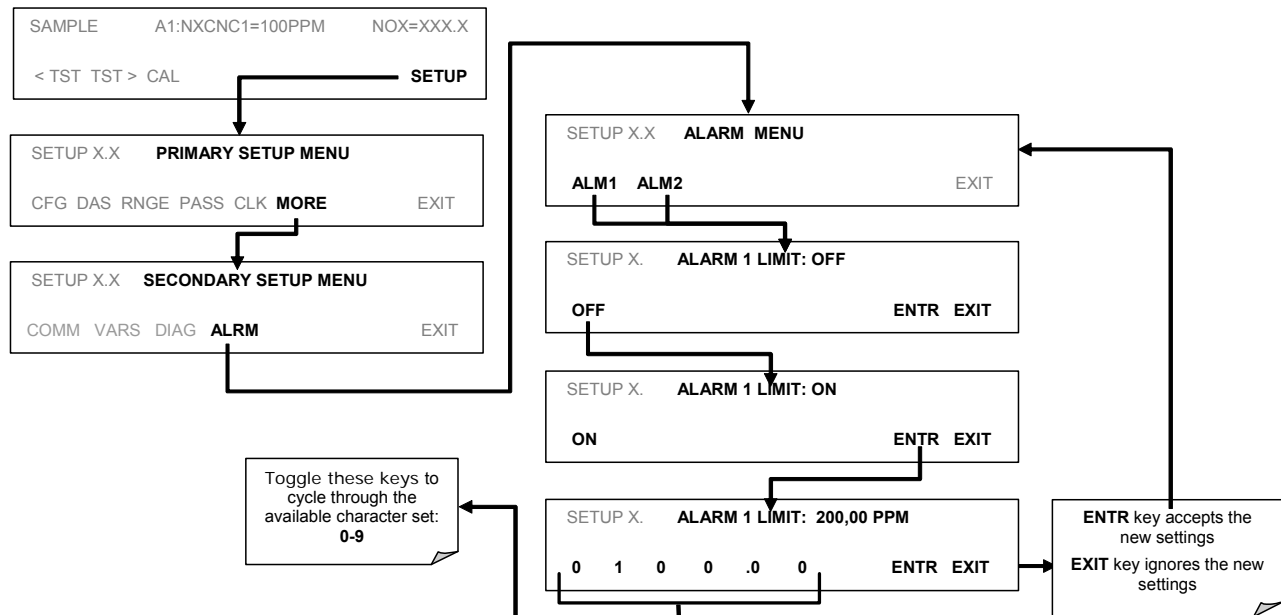 SAMPLE A1:NXCNC1=100PPM NOX=XXX.X
< TST TST > CAL SETUP
SETUP X.X PRIMARY SETUP MENU
CFG DAS RNGE PASS CLK MORE EXIT
SETUP X.X SECONDARY SETUP MENU
COMM VARS DIAG ALRM EXIT
SETUP X.X ALARM MENU
ALM1 ALM2 EXIT
SETUP X. ALARM 1 LIMIT: OFF
OFF ENTR EXIT
SETUP X. ALARM 1 LIMIT: ON
ON ENTR EXIT
Toggle these keys to
cycle through the
available character set:
0-9
SETUP X. ALARM 1 LIMIT: 200,00 PPM
0 1 0 0 .0 0 ENTR EXIT
ENTR key accepts the
new settings
EXIT key ignores the new
settings